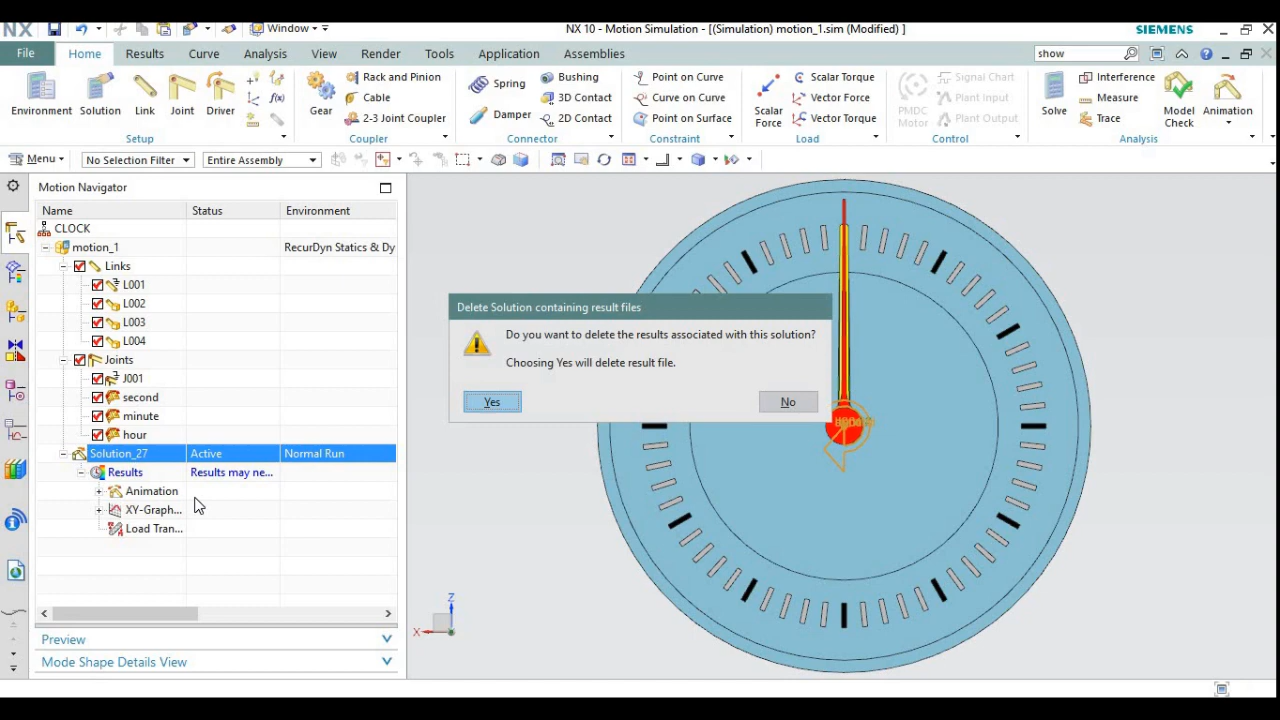 NX
Window
NX 10 - Motion Simulation - [(Simulation) motion_1.sim (Modified) ]
SIEMENS
File
Home
Results
Curve
Analysis
View
Render
Tools
Application
Assemblies
show
Environment
Solution
Link
Joint
Driver
f(x)
Setup
Gear
Rack and Pinion
Cable
2-3 Joint Coupler
Coupler
Spring
Damper
Bushing
3D Contact
2D Contact
Connector
Point on Curve
Curve on Curve
Point on Surface
Constraint
Scalar
Force
Scalar Torque
Vector Force
Vector Torque
Load
PMDC
Motor
Signal Chart
Plant Input
Plant Output
Control
Solve
Interference
Measure
Trace
Model
Check
Animation
Analysis
Menu
No Selection Filter
Entire Assembly
Motion Navigator
Name
Status
Environment
CLOCK
motion_1
RecurDyn Statics & Dy
Links
L001
L002
L003
L004
Joints
J001
second
minute
hour
Solution_27
Active
Normal Run
Results
Results may ne...
Animation
XY-Graph...
Load Tran...
Preview
Mode Shape Details View
Delete Solution containing result files
Do you want to delete the results associated with this solution?
Choosing Yes will delete result file.
Yes
No
Z
X